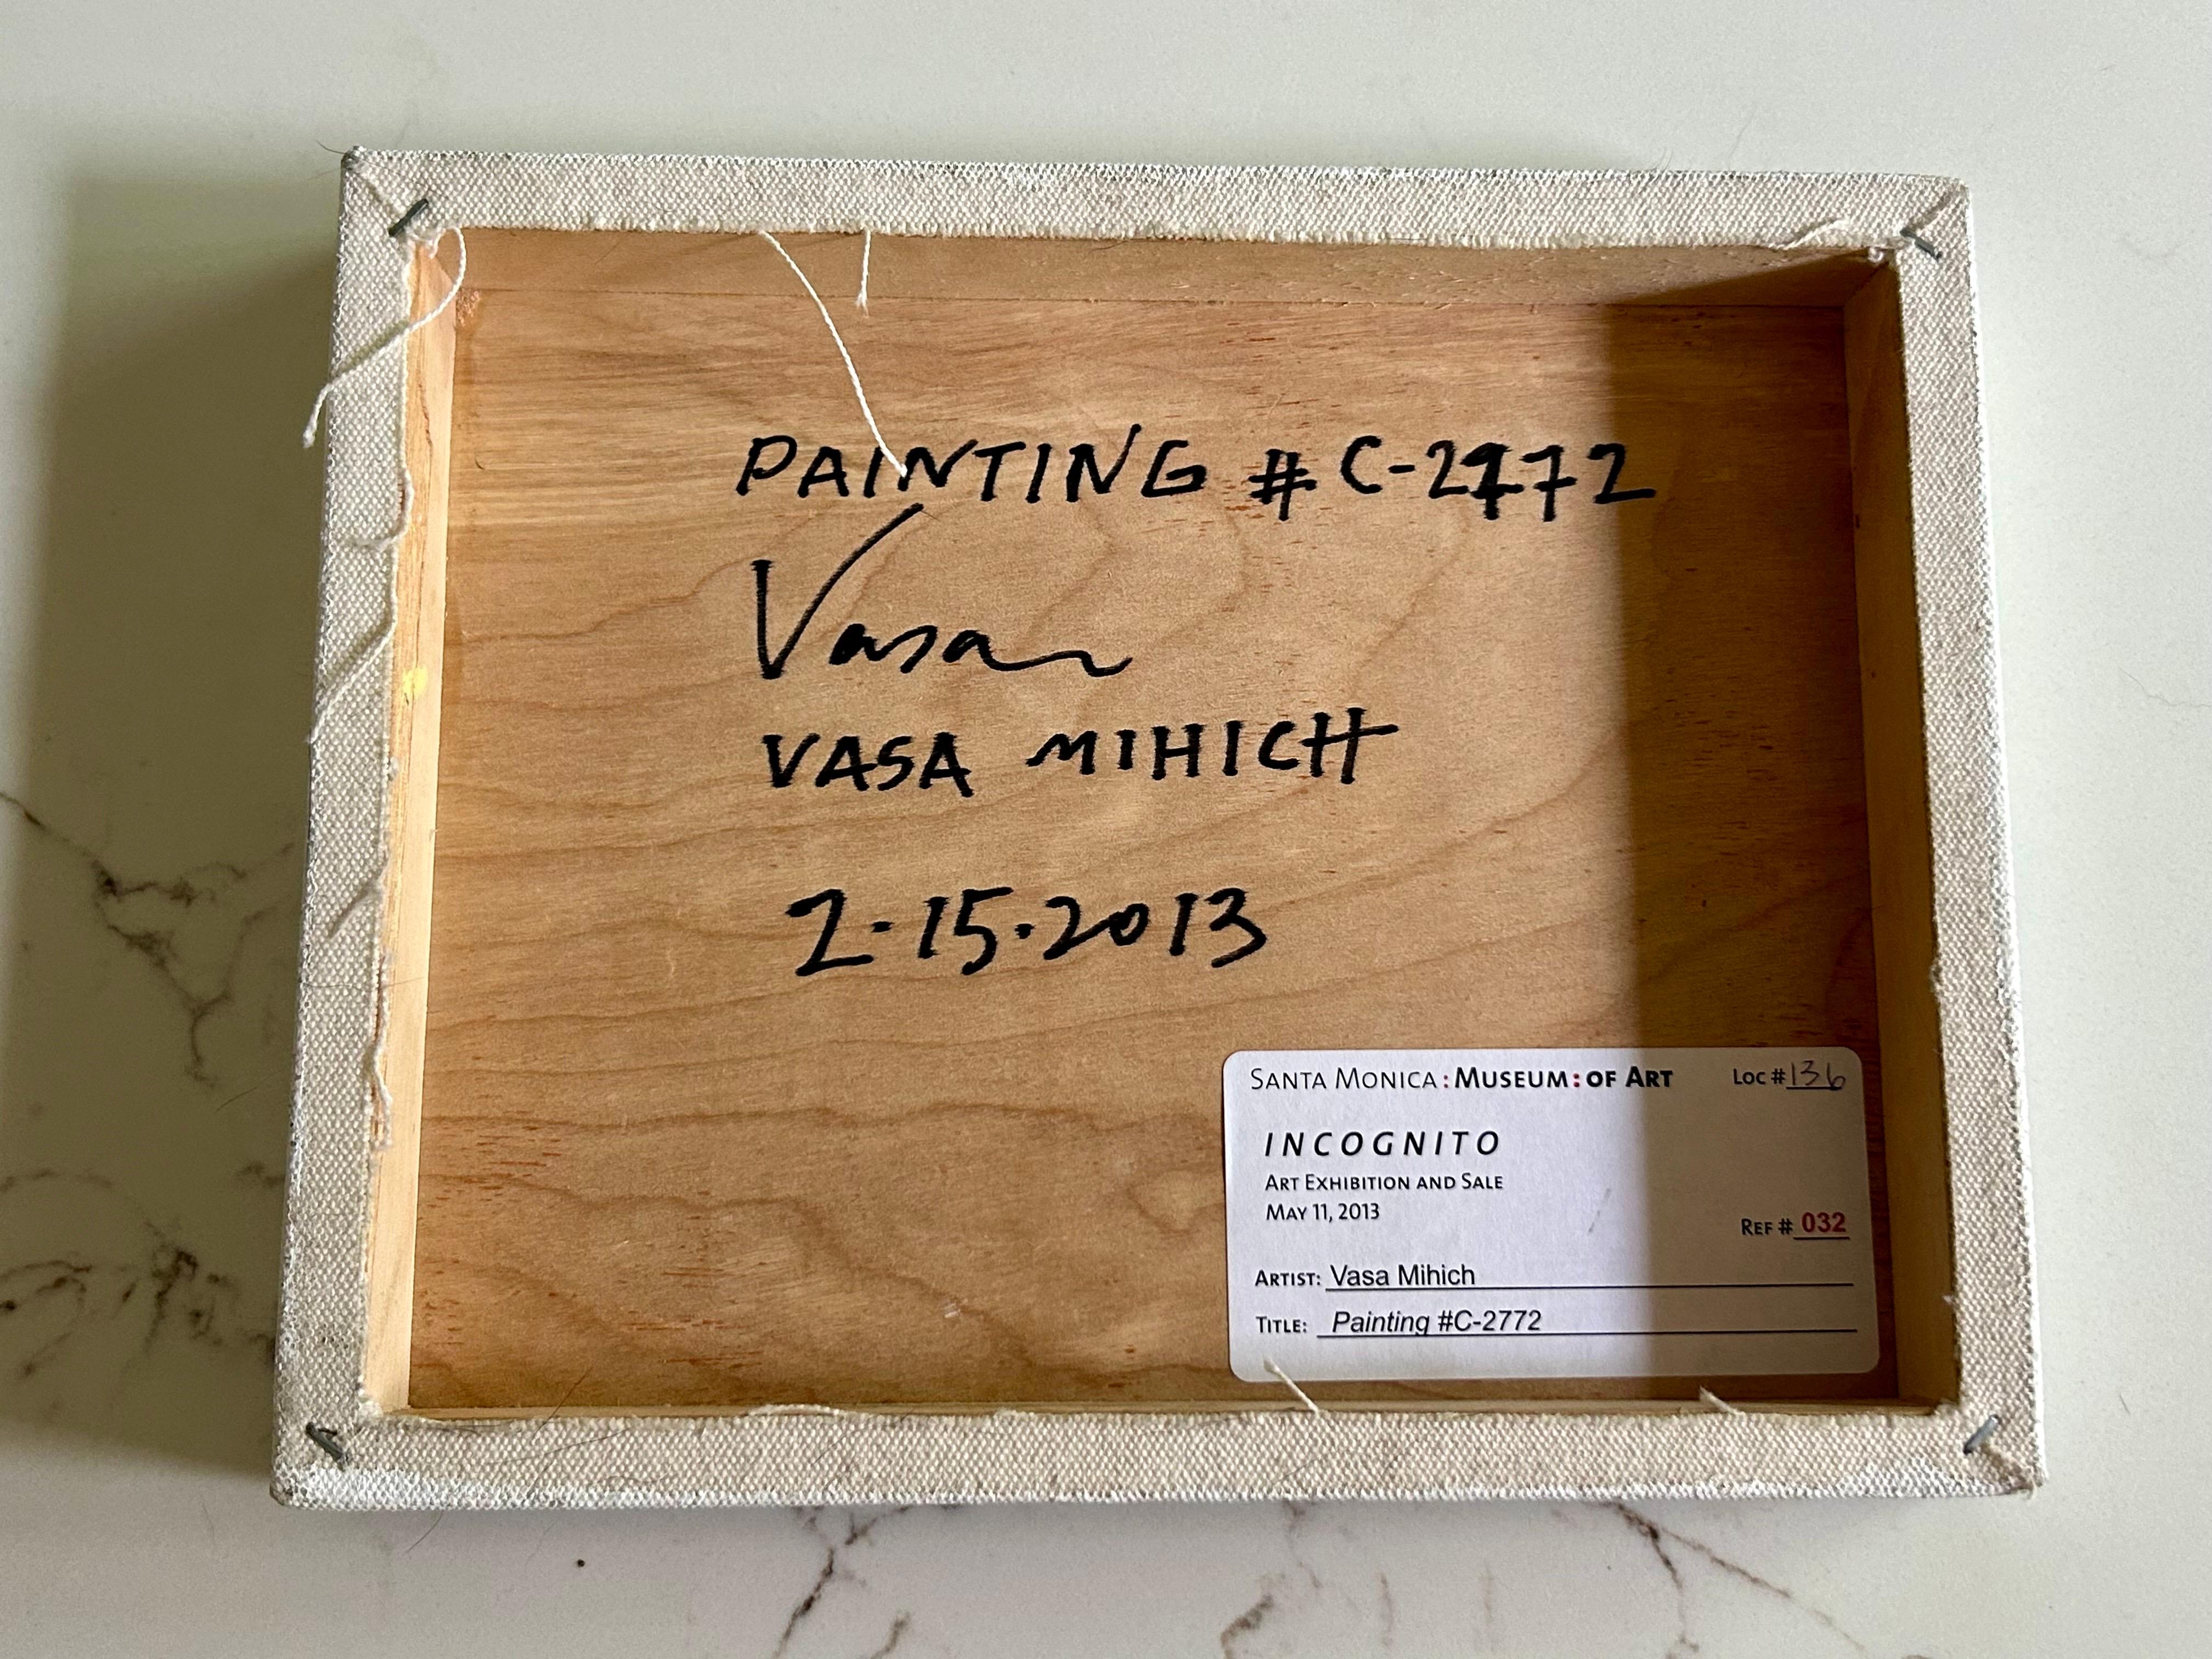 PAINTING # C-2772
Vasa
VASA MIHICH
2·15·2013
SANTA MONICA:MUSEUM:OF ART LOC # 136
INCOGNITO
ART EXHIBITION AND SALE
MAY 11, 2013
REF # 032
ARTIST: Vasa Mihich
TITLE: Painting #C-2772